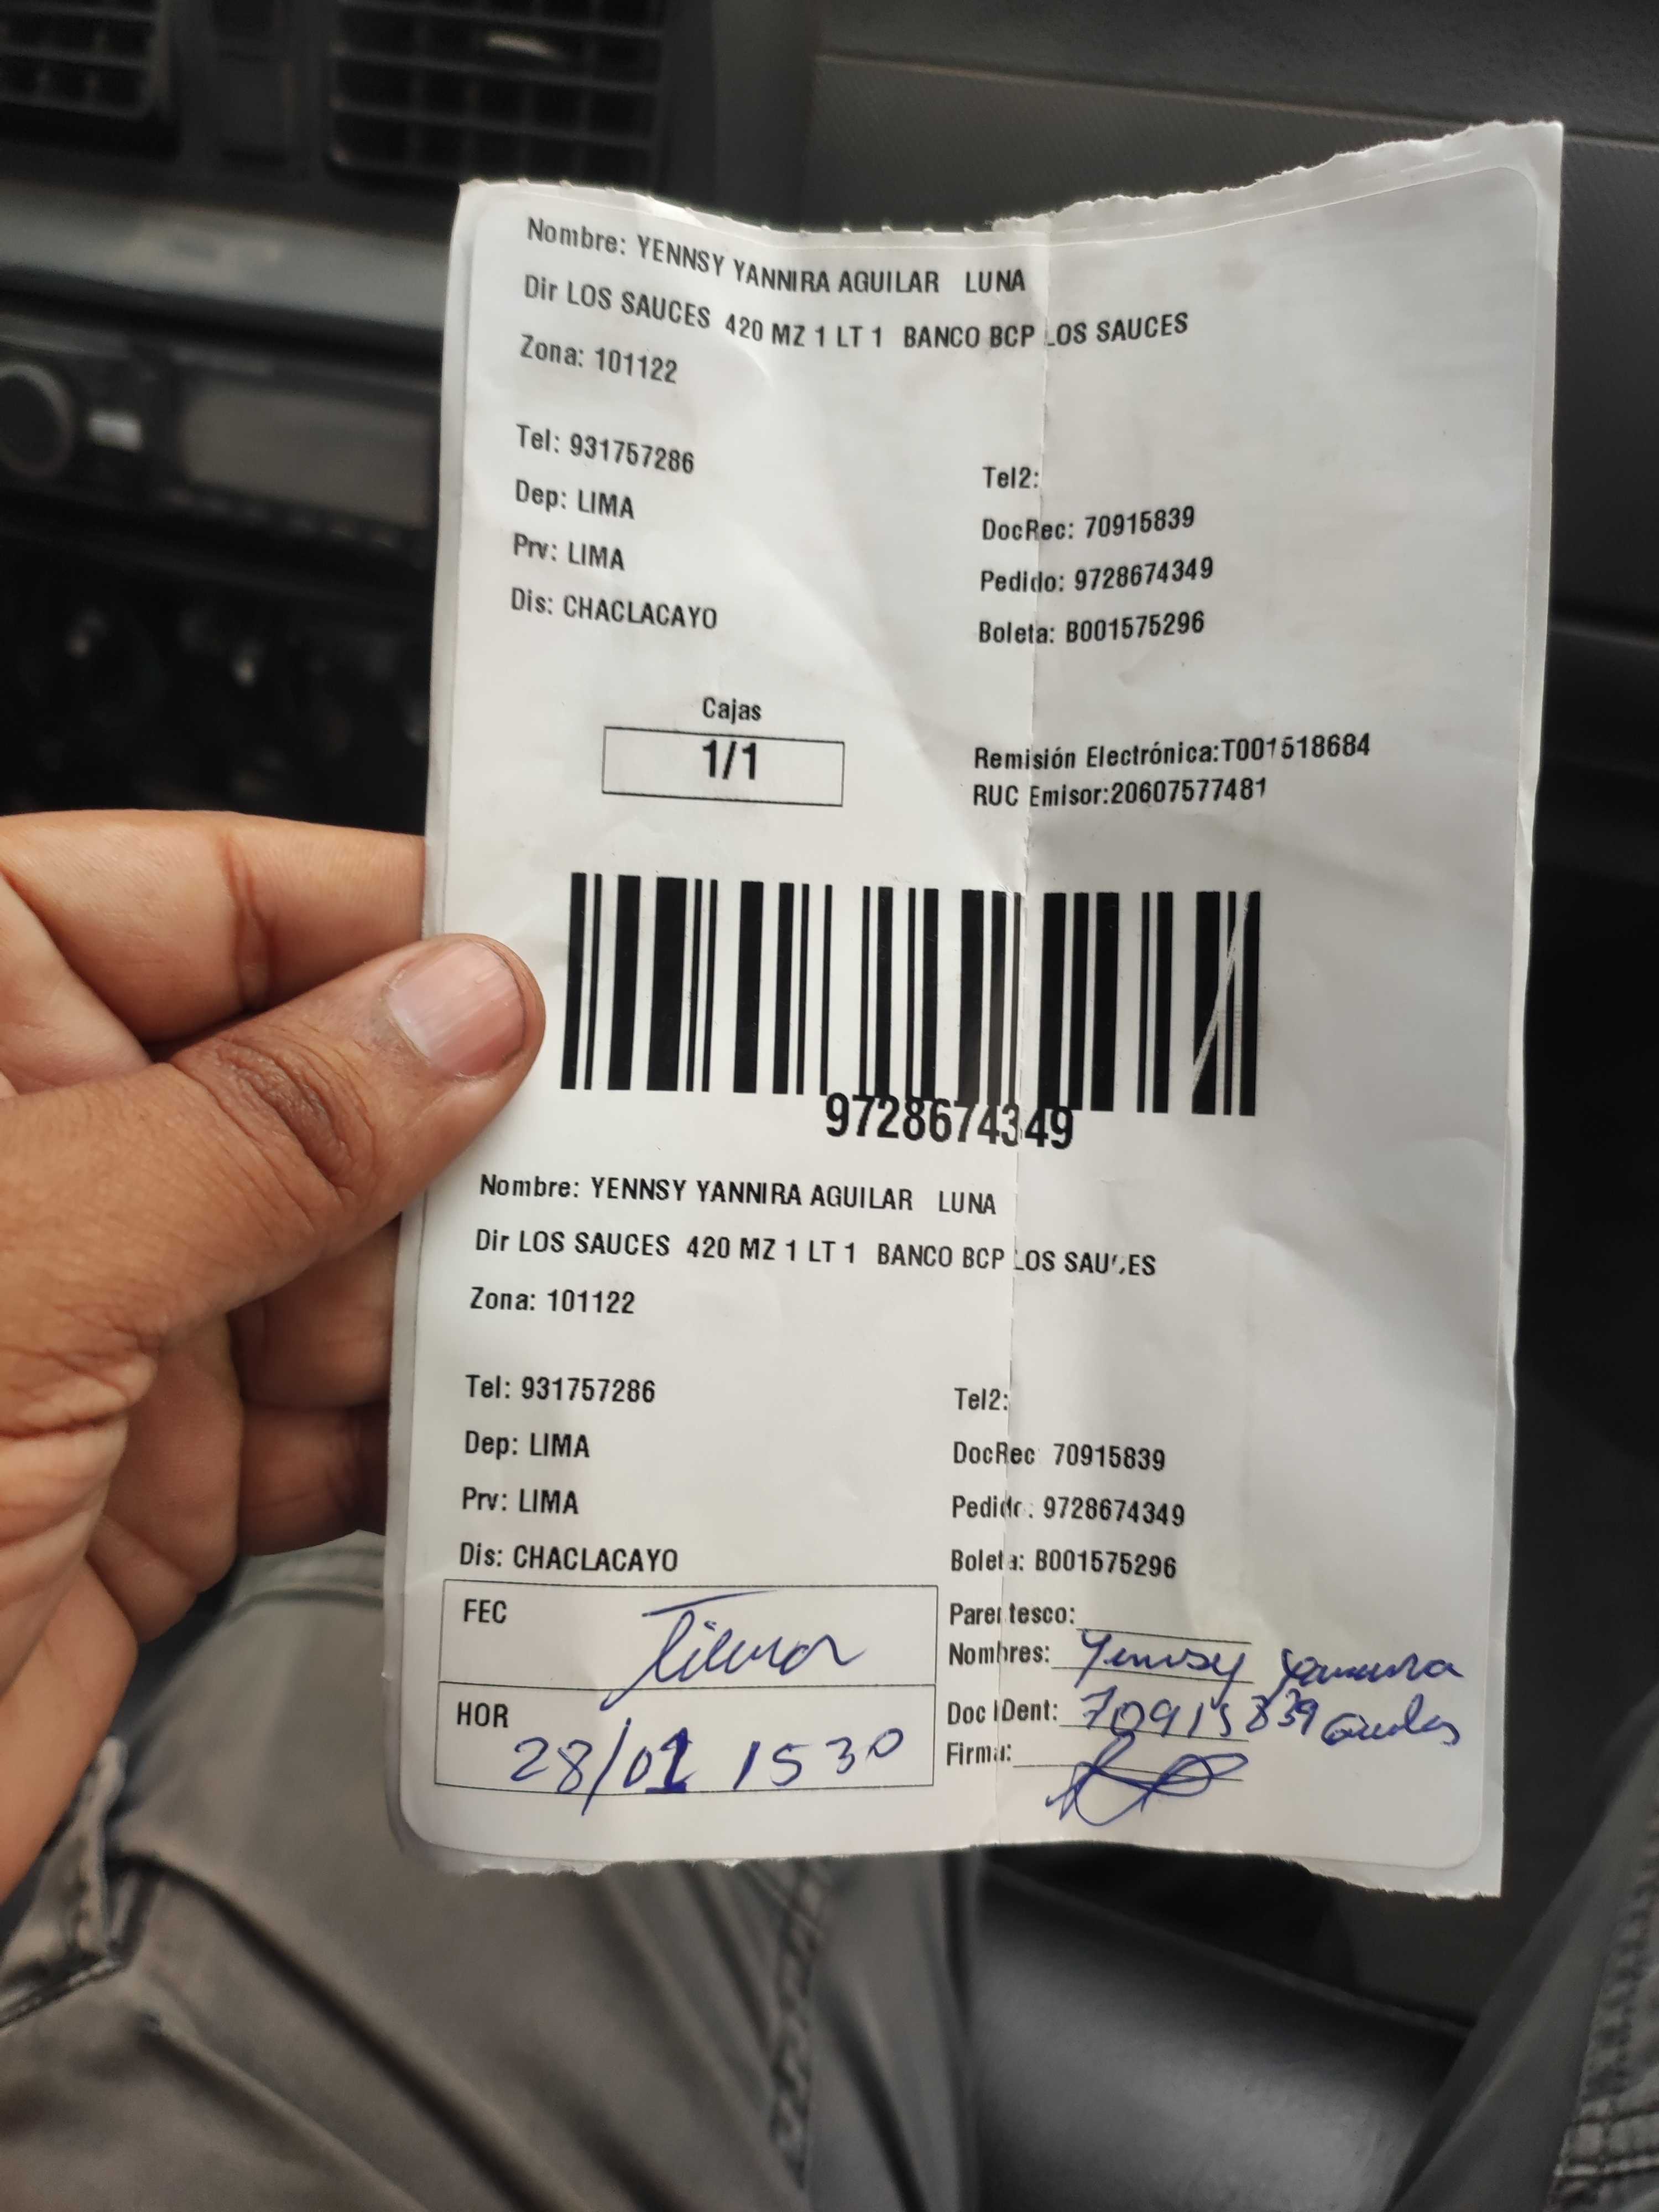 Nombre: YENNSY YANNIRA AGUILAR LUNA
Dir LOS SAUCES 420 MZ 1 LT 1 BANCO BCP LOS SAUCES
Zona: 101122
Tel: 931757286
Tel2:
Dep: LIMA
DocRec: 70915839
Prv: LIMA
Pedido: 9728674349
Dis: CHACLACAYO
Boleta: B001575296
Cajas
1/1
Remisión Electrónica:T001518684
RUC Emisor:20607577481
9728674349
Nombre: YENNSY YANNIRA AGUILAR LUNA
Dir LOS SAUCES 420 MZ 1 LT 1 BANCO BCP LOS SAUCES
Zona: 101122
Tel: 931757286
Tel2:
Dep: LIMA
DocRec 70915839
Prv: LIMA
Pedido: 9728674349
Dis: CHACLACAYO
Boleta: B001575296
FEC
Parentesco:
Nombres: Yennsy Yannira
HOR 28/01 1530
Doc IDent: 70915839
Firma: